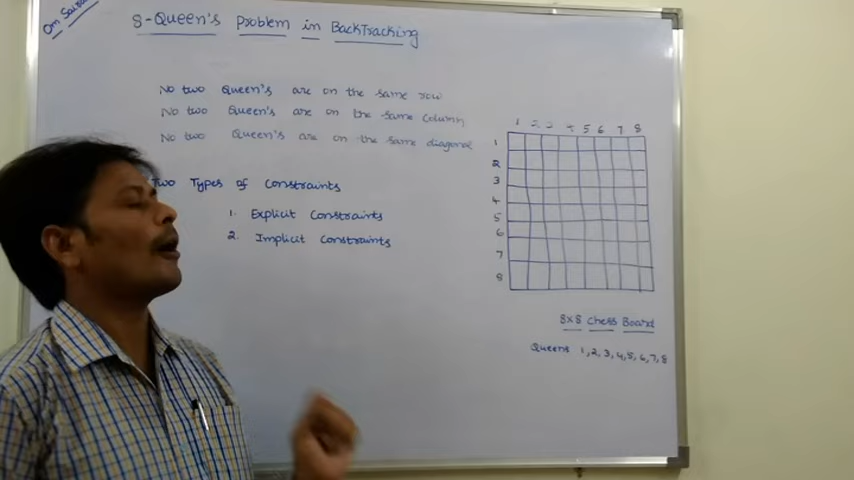 Om Sairam
8-Queen's Problem in BackTracking
No two Queen's are on the same row
No two Queen's are on the same column
No two Queen's are on the same diagonal
Two Types of constraints
1. Explicit Constraints
2. Implicit Constraints
1 2 3 4 5 6 7 8
1
2
3
4
5
6
7
8
8x8 Chess Board
Queens 1,2,3,4,5,6,7,8